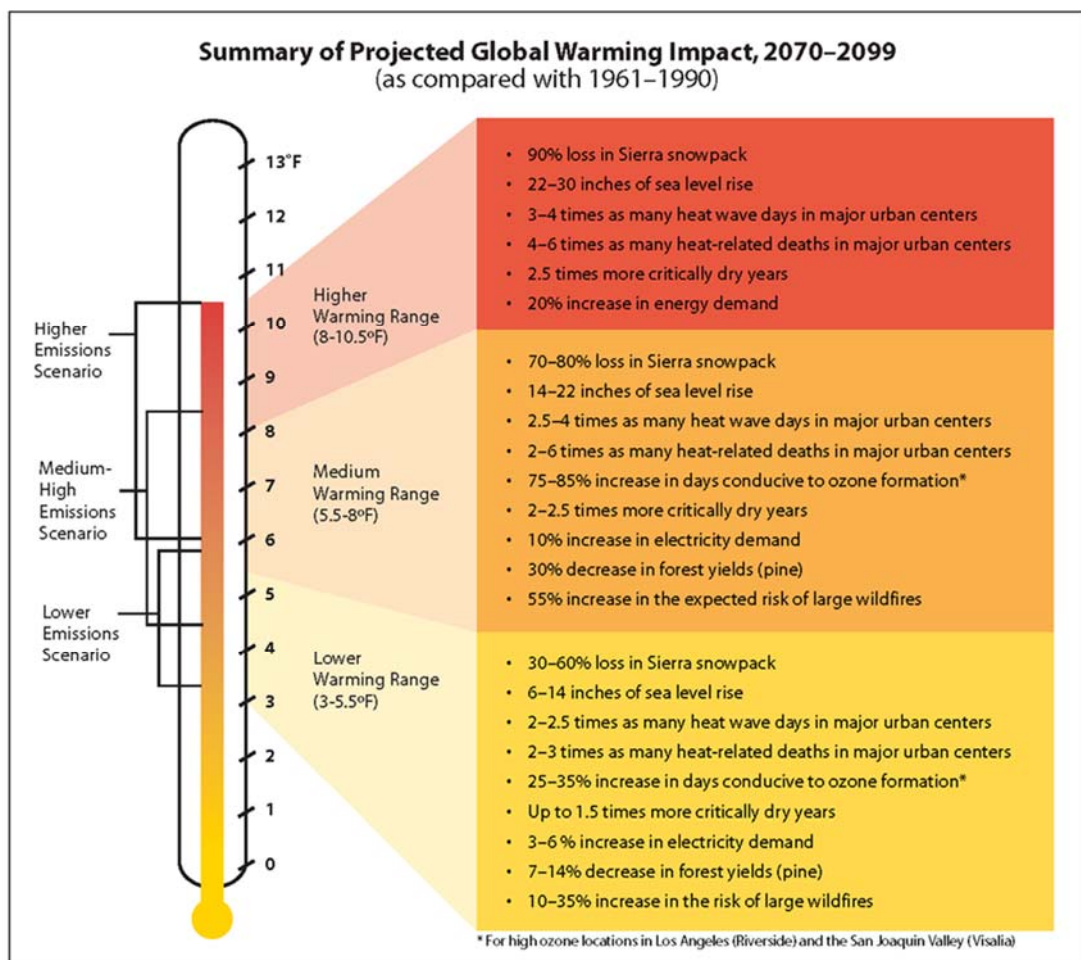 Summary of Projected Global Warming Impact, 2070–2099
(as compared with 1961–1990)
13°F
12
11
10
9
8
7
6
5
4
3
2
1
0
Higher
Emissions
Scenario
Medium-
High
Emissions
Scenario
Lower
Emissions
Scenario
Higher
Warming Range
(8-10.5ºF)
Medium
Warming Range
(5.5-8ºF)
Lower
Warming Range
(3-5.5ºF)
• 90% loss in Sierra snowpack
• 22–30 inches of sea level rise
• 3–4 times as many heat wave days in major urban centers
• 4–6 times as many heat-related deaths in major urban centers
• 2.5 times more critically dry years
• 20% increase in energy demand
• 70–80% loss in Sierra snowpack
• 14–22 inches of sea level rise
• 2.5–4 times as many heat wave days in major urban centers
• 2–6 times as many heat-related deaths in major urban centers
• 75–85% increase in days conducive to ozone formation*
• 2–2.5 times more critically dry years
• 10% increase in electricity demand
• 30% decrease in forest yields (pine)
• 55% increase in the expected risk of large wildfires
• 30–60% loss in Sierra snowpack
• 6–14 inches of sea level rise
• 2–2.5 times as many heat wave days in major urban centers
• 2–3 times as many heat-related deaths in major urban centers
• 25–35% increase in days conducive to ozone formation*
• Up to 1.5 times more critically dry years
• 3–6 % increase in electricity demand
• 7–14% decrease in forest yields (pine)
• 10–35% increase in the risk of large wildfires
* For high ozone locations in Los Angeles (Riverside) and the San Joaquin Valley (Visalia)